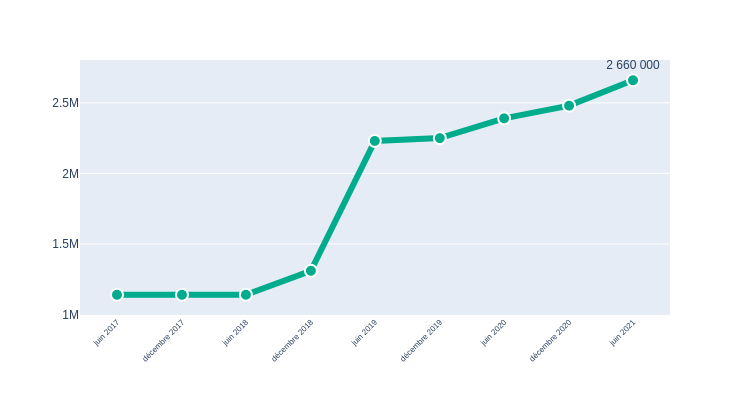 2 660 000
2.5M
2M
1.5M
1M
juin 2017
décembre 2017
juin 2018
décembre 2018
juin 2019
décembre 2019
juin 2020
décembre 2020
juin 2021